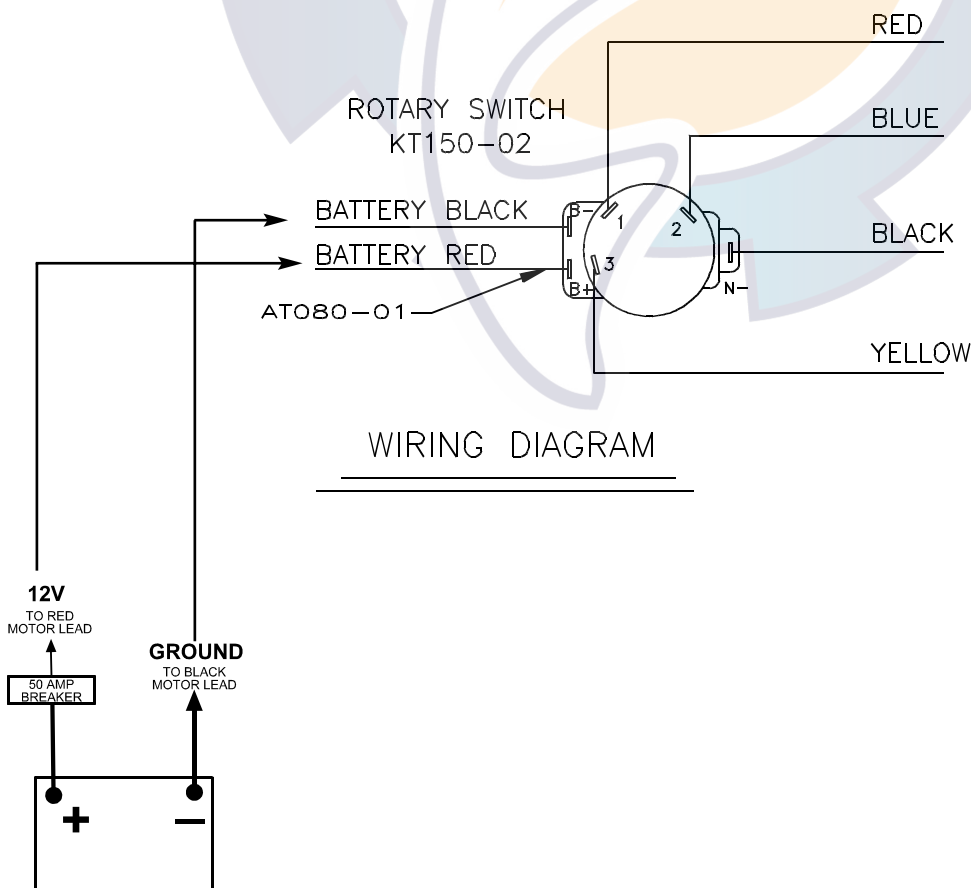 RED
BLUE
ROTARY SWITCH
KT150-02
BATTERY BLACK
BATTERY RED
B-
1
2
3
B+
N-
BLACK
AT080-01
YELLOW
WIRING DIAGRAM
12V
TO RED
MOTOR LEAD
50 AMP
BREAKER
GROUND
TO BLACK
MOTOR LEAD
+
-